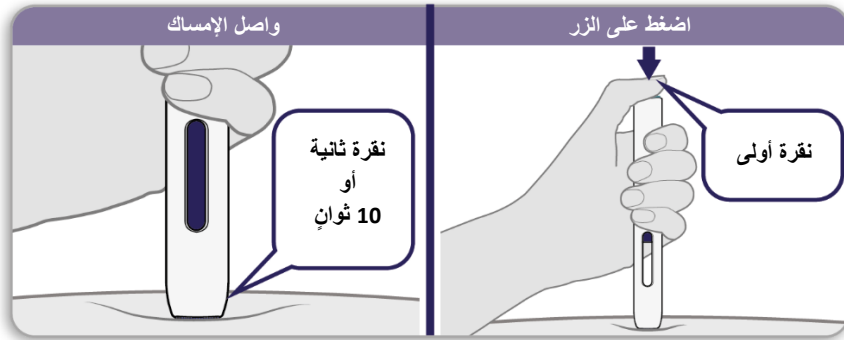 اضغط على الزر
نقرة أولى
واصل الإمساك
نقرة ثانية
أو
10 ثوانٍ